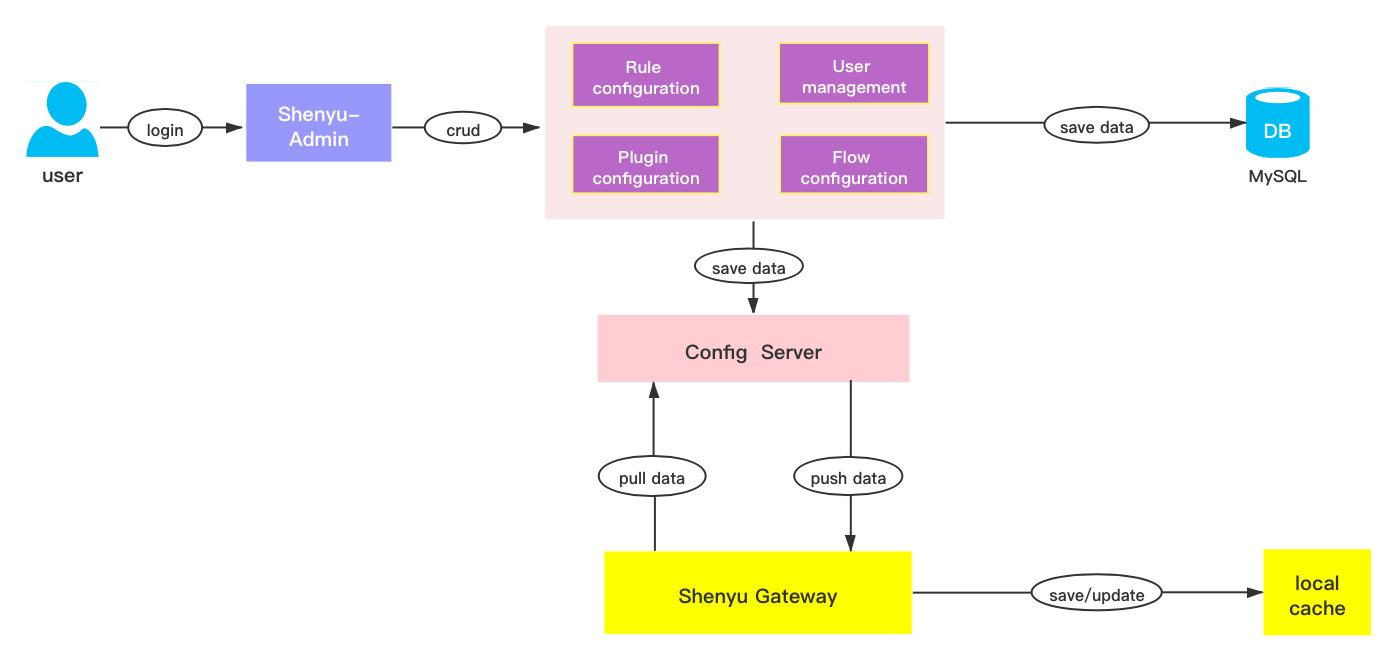 Rule
configuration
User
management
Plugin
configuration
Flow
configuration
login
Shenyu-
Admin
crud
save data
DB
user
MySQL
save data
Config Server
pull data
push data
Shenyu Gateway
save/update
local
cache